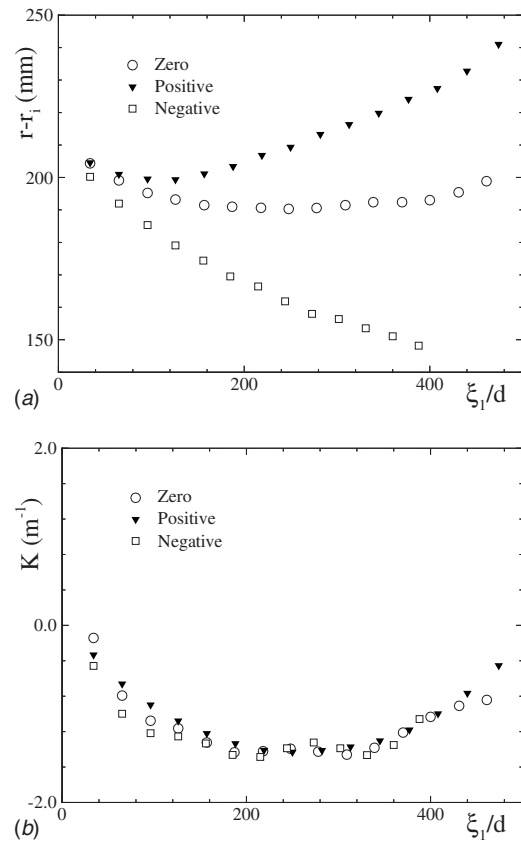 250
r-r_i (mm)
Zero
Positive
Negative
200
150
0
200
400
ξ_1/d
(a)
2.0
K (m^-1)
Zero
Positive
Negative
0.0
-2.0
0
200
400
ξ_1/d
(b)